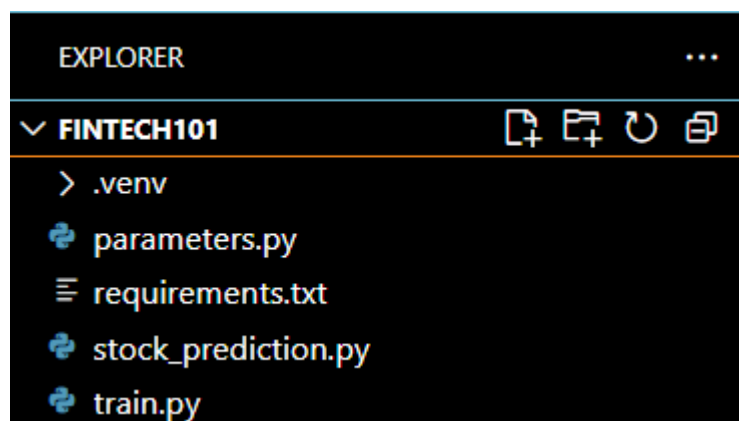 EXPLORER
FINTECH101
.venv
parameters.py
requirements.txt
stock_prediction.py
train.py